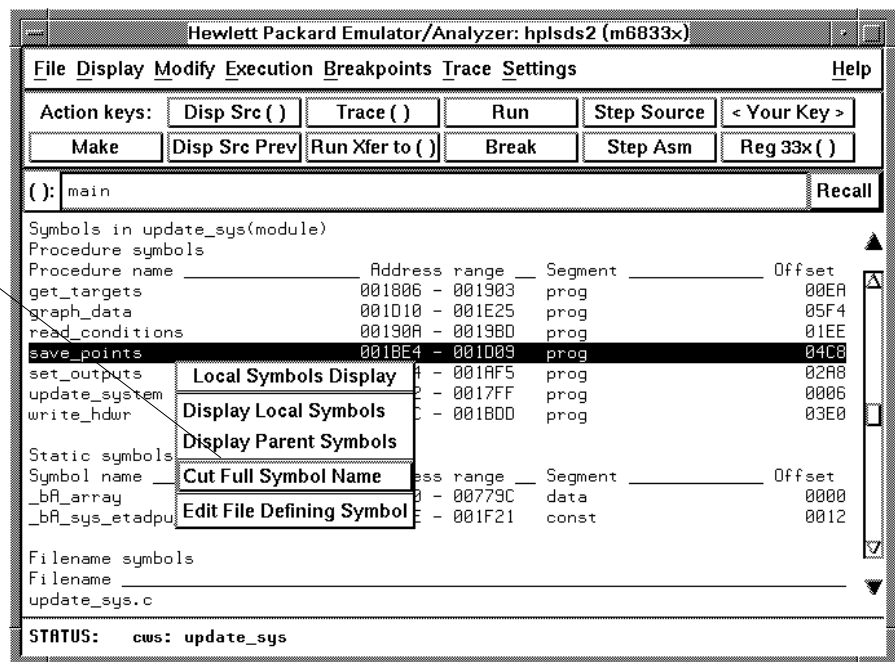 Hewlett Packard Emulator/Analyzer: hplsds2 (m6833x)
File Display Modify Execution Breakpoints Trace Settings Help
Action keys: Disp Src ( ) Trace ( ) Run Step Source < Your Key >
Make Disp Src Prev Run Xfer to ( ) Break Step Asm Reg 33x ( )
( ): main Recall
Symbols in update_sys(module)
Procedure symbols
Procedure name Address range Segment Offset
get_targets 001806 - 001903 prog 00EA
graph_data 001D10 - 001E25 prog 05F4
read_conditions 00190A - 0019BD prog 01EE
save_points 001BE4 - 001D09 prog 04C8
set_outputs 4 - 001AF5 prog 02A8
update_system 2 - 0017FF prog 0006
write_hdwr C - 001BDD prog 03E0
Local Symbols Display
Display Local Symbols
Display Parent Symbols
Cut Full Symbol Name
Edit File Defining Symbol
Static symbols
Symbol name ess range Segment Offset
_bA_array 0 - 00779C data 0000
_bA_sys_etadpu E - 001F21 const 0012
Filename symbols
Filename
update_sys.c
STATUS: cws: update_sys